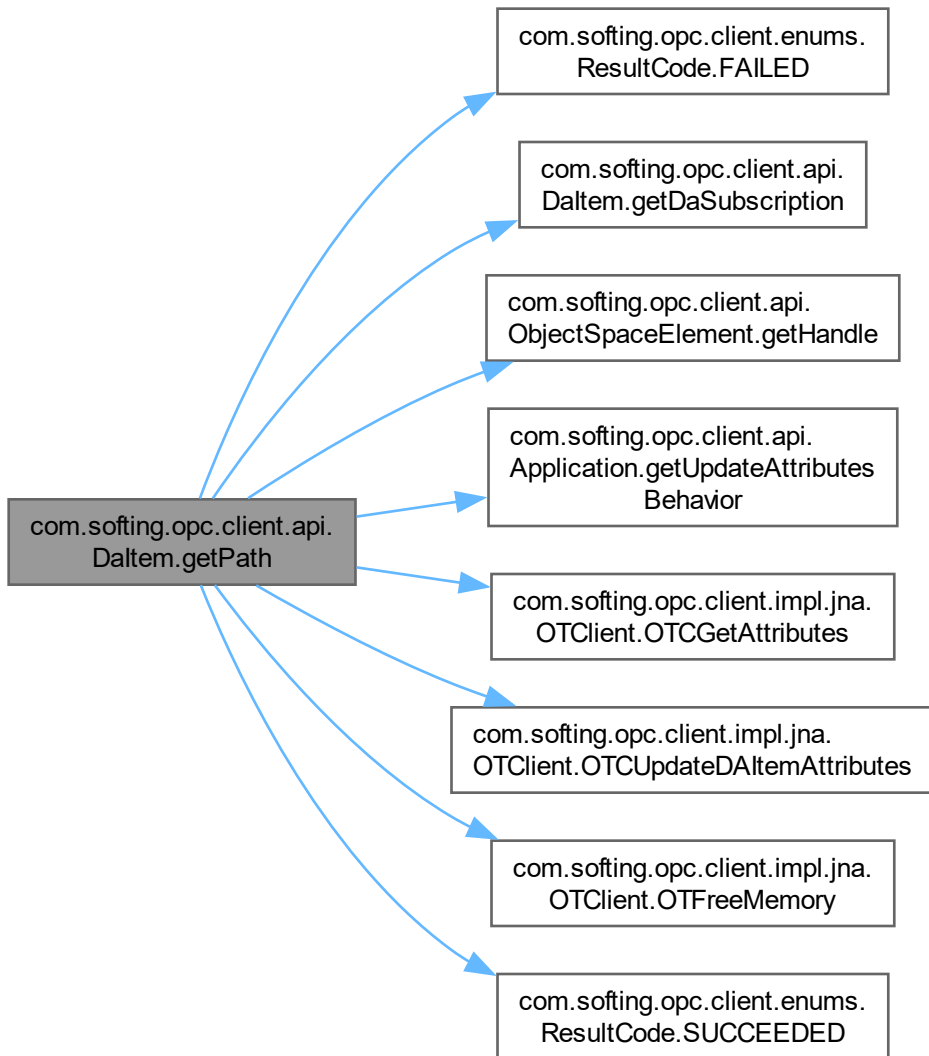 com.softing.opc.client.enums.
ResultCode.FAILED
com.softing.opc.client.api.
DaItem.getDaSubscription
com.softing.opc.client.api.
ObjectSpaceElement.getHandle
com.softing.opc.client.api.
Application.getUpdateAttributes
Behavior
com.softing.opc.client.api.
DaItem.getPath
com.softing.opc.client.impl.jna.
OTClient.OTCGetAttributes
com.softing.opc.client.impl.jna.
OTClient.OTCUpdateDAItemAttributes
com.softing.opc.client.impl.jna.
OTClient.OTFreeMemory
com.softing.opc.client.enums.
ResultCode.SUCCEEDED